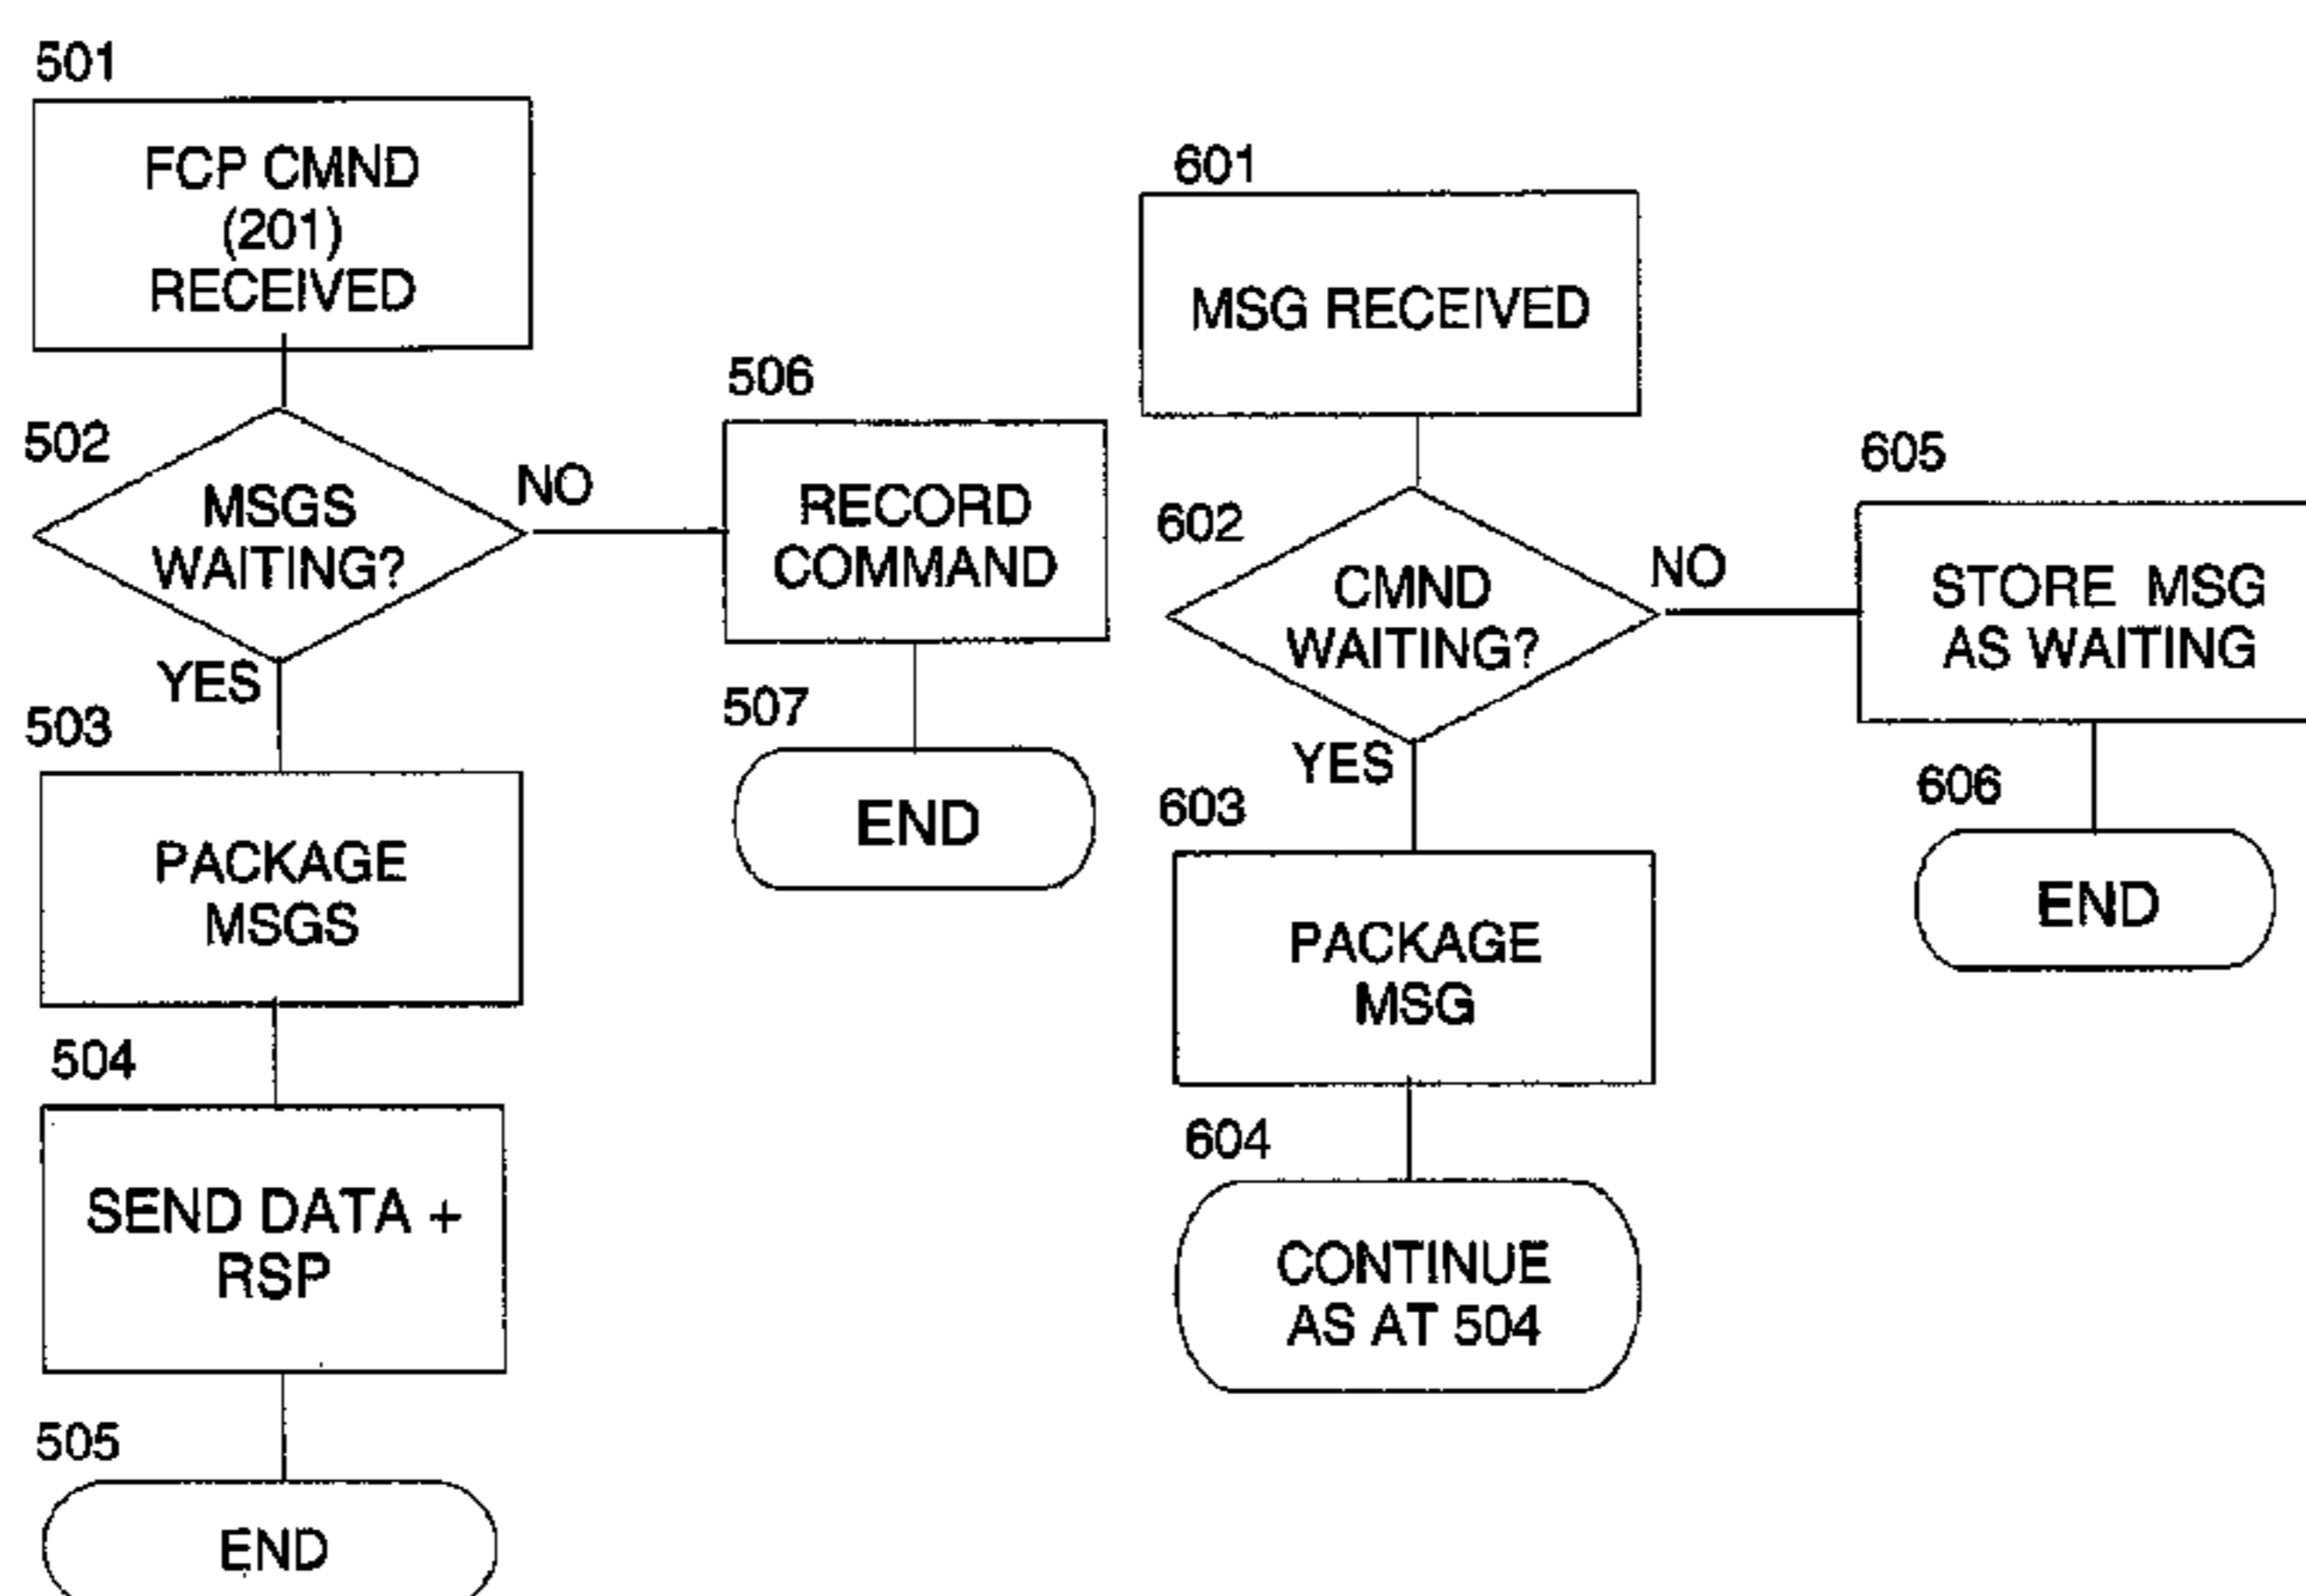 501
FCP CMND
(201)
RECEIVED
502
MSGS
WAITING?
NO
YES
506
RECORD
COMMAND
507
END
503
PACKAGE
MSGS
504
SEND DATA +
RSP
505
END
601
MSG RECEIVED
602
CMND
WAITING?
NO
YES
605
STORE MSG
AS WAITING
606
END
603
PACKAGE
MSG
604
CONTINUE
AS AT 504